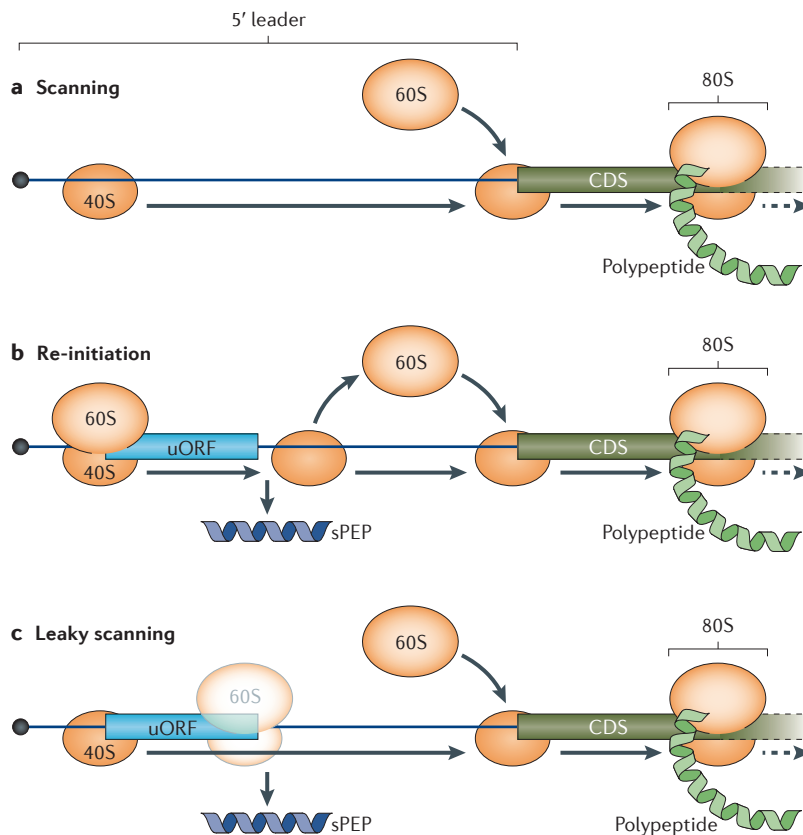 5′ leader
a Scanning
60S
80S
40S
CDS
Polypeptide
b Re-initiation
60S
80S
60S
uORF
CDS
40S
sPEP
Polypeptide
c Leaky scanning
60S
80S
60S
uORF
CDS
40S
sPEP
Polypeptide